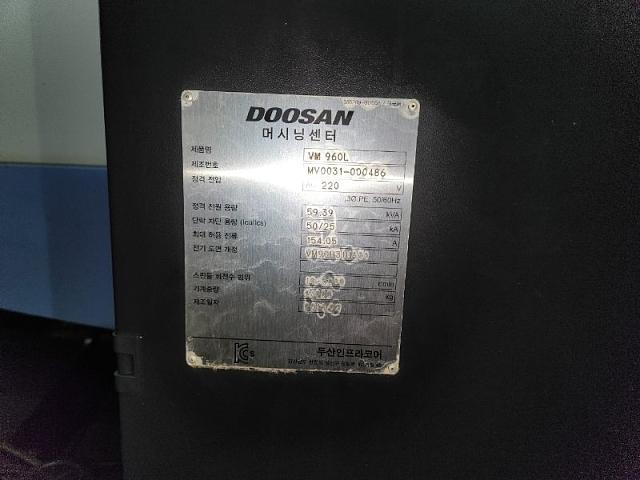 DOOSAN
머시닝센터
제품명 VM 960L
제조번호 MV0031-000486
정격 전압 220 V
3Ø,PE, 50/60Hz
정격 전원 용량 59.39 kVA
단락 차단 용량 (Icu/Ics) 50/25 kA
최대 허용 전류 154.05 A
전기 도면 개정
스핀들 회전수 범위 r/min
기계중량 kg
제조일자
KCs 두산인프라코어